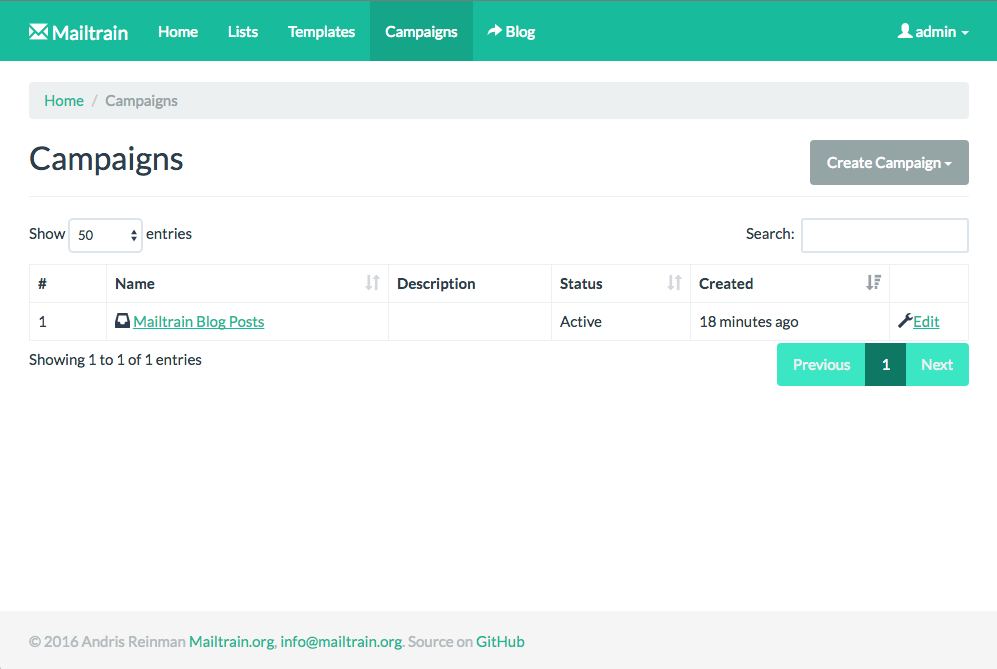 Mailtrain Home Lists Templates Campaigns Blog admin
Home / Campaigns
Campaigns Create Campaign
Show 50 entries Search:
# Name Description Status Created
1 Mailtrain Blog Posts Active 18 minutes ago Edit
Showing 1 to 1 of 1 entries
Previous 1 Next
© 2016 Andris Reinman Mailtrain.org, info@mailtrain.org. Source on GitHub